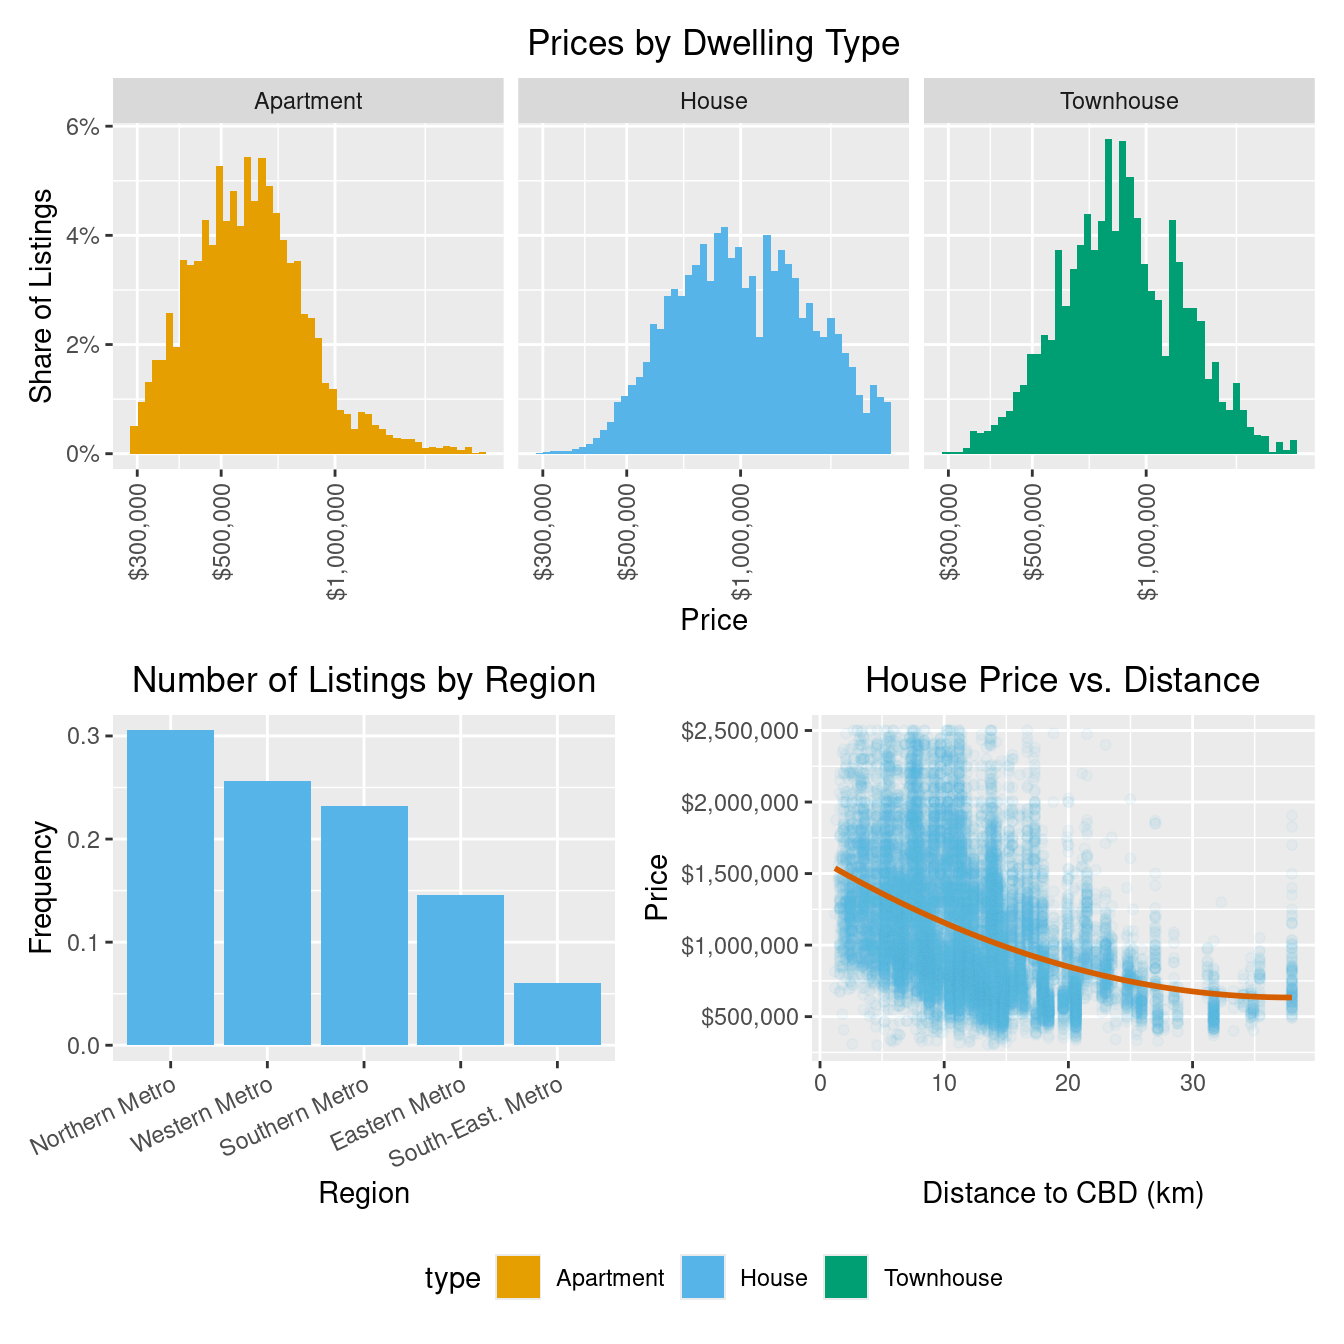 Prices by Dwelling Type
Apartment
House
Townhouse
Share of Listings
6%
4%
2%
0%
$300,000
$500,000
$1,000,000
$300,000
$500,000
$1,000,000
$300,000
$500,000
$1,000,000
Price
Number of Listings by Region
Frequency
0.3
0.2
0.1
0.0
Northern Metro
Western Metro
Southern Metro
Eastern Metro
South-East. Metro
Region
House Price vs. Distance
Price
$2,500,000
$2,000,000
$1,500,000
$1,000,000
$500,000
0
10
20
30
Distance to CBD (km)
type
Apartment
House
Townhouse